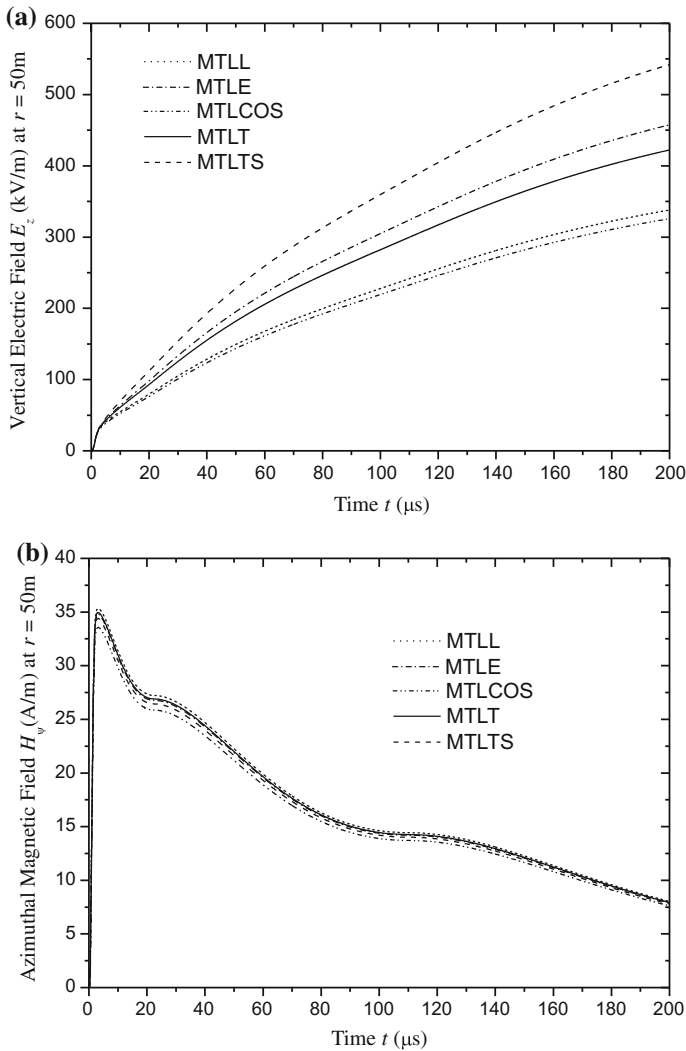 (a)
600
500
400
300
200
100
0
Vertical Electric Field E_z (kV/m) at r = 50m
MTLL
MTLE
MTLCOS
MTLT
MTLTS
0 20 40 60 80 100 120 140 160 180 200
Time t (μs)
(b)
40
35
30
25
20
15
10
5
0
Azimuthal Magnetic Field H_ψ (A/m) at r = 50m
MTLL
MTLE
MTLCOS
MTLT
MTLTS
0 20 40 60 80 100 120 140 160 180 200
Time t (μs)